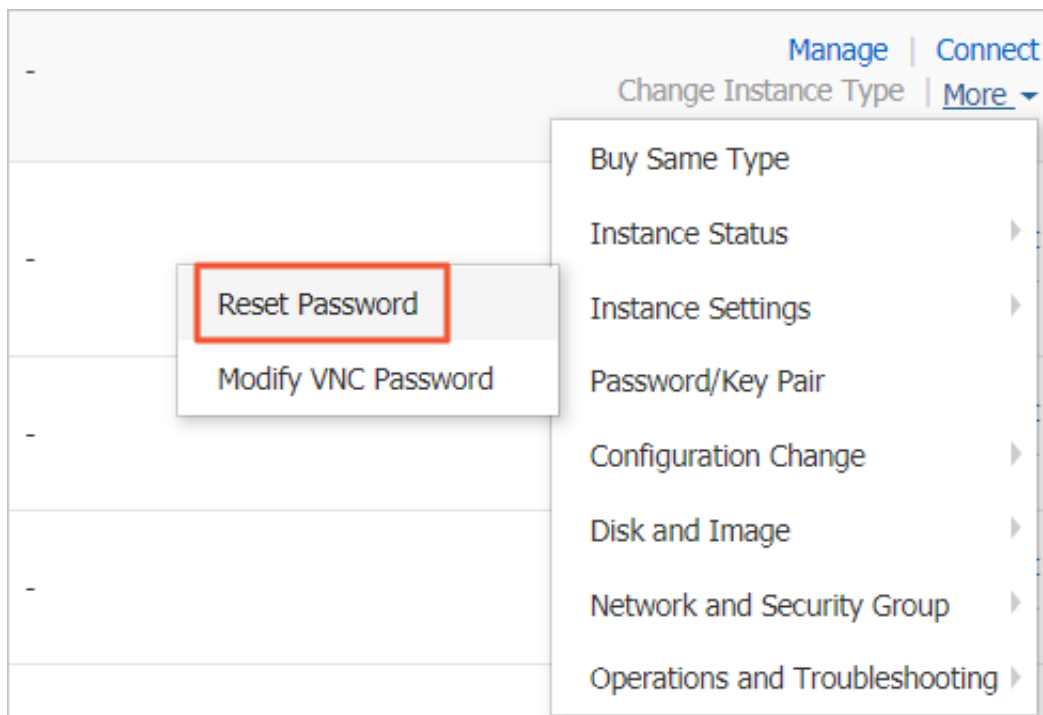 -
Manage | Connect
Change Instance Type | More
Buy Same Type
-
Instance Status
Reset Password
Instance Settings
Modify VNC Password
Password/Key Pair
-
Configuration Change
Disk and Image
-
Network and Security Group
Operations and Troubleshooting